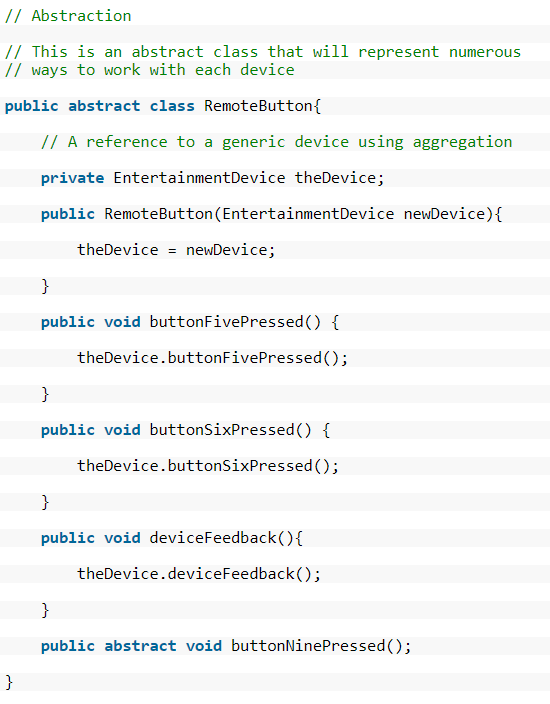 // Abstraction
// This is an abstract class that will represent numerous
// ways to work with each device
public abstract class RemoteButton{
// A reference to a generic device using aggregation
private EntertainmentDevice theDevice;
public RemoteButton(EntertainmentDevice newDevice){
theDevice = newDevice;
}
public void buttonFivePressed() {
theDevice.buttonFivePressed();
}
public void buttonSixPressed() {
theDevice.buttonSixPressed();
}
public void deviceFeedback(){
theDevice.deviceFeedback();
}
public abstract void buttonNinePressed();
}